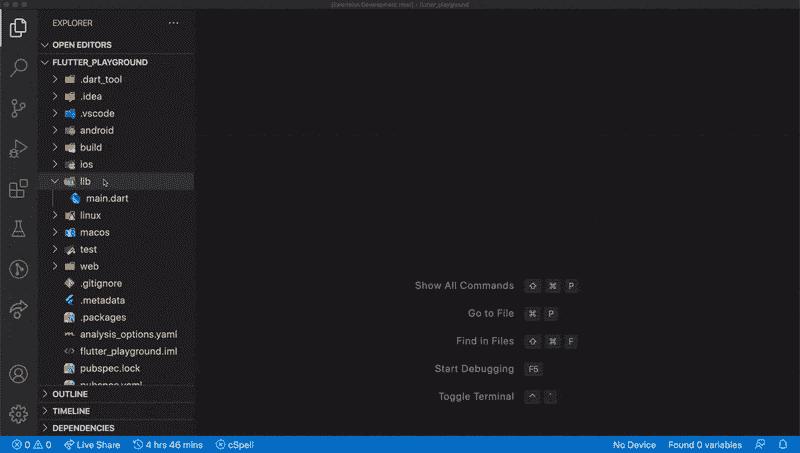 [Extension Development Host] - flutter_playground
EXPLORER
OPEN EDITORS
FLUTTER_PLAYGROUND
.dart_tool
.idea
.vscode
android
build
ios
lib
main.dart
linux
macos
test
web
.gitignore
.metadata
.packages
analysis_options.yaml
flutter_playground.iml
pubspec.lock
pubspec.yaml
OUTLINE
TIMELINE
DEPENDENCIES
Show All Commands ⇧ ⌘ P
Go to File ⌘ P
Find in Files ⇧ ⌘ F
Start Debugging F5
Toggle Terminal ^ `
0 0 Live Share 4 hrs 46 mins cSpell No Device Found 0 variables